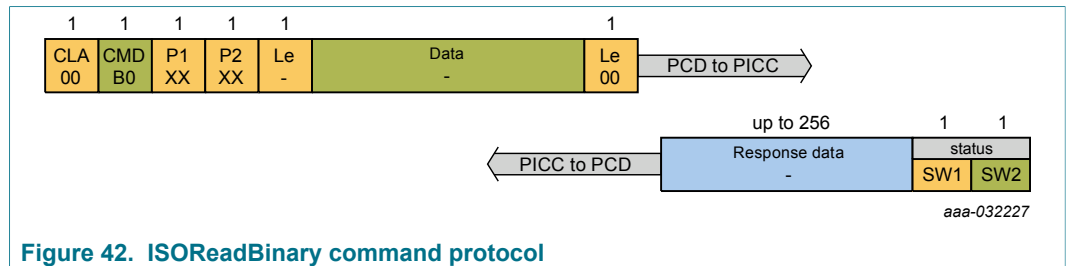 1 1 1 1 1 1
CLA CMD P1 P2 Le Data Le
00 B0 XX XX - - 00
PCD to PICC
up to 256 1 1
Response data status
- SW1 SW2
PICC to PCD
aaa-032227
Figure 42. ISOReadBinary command protocol